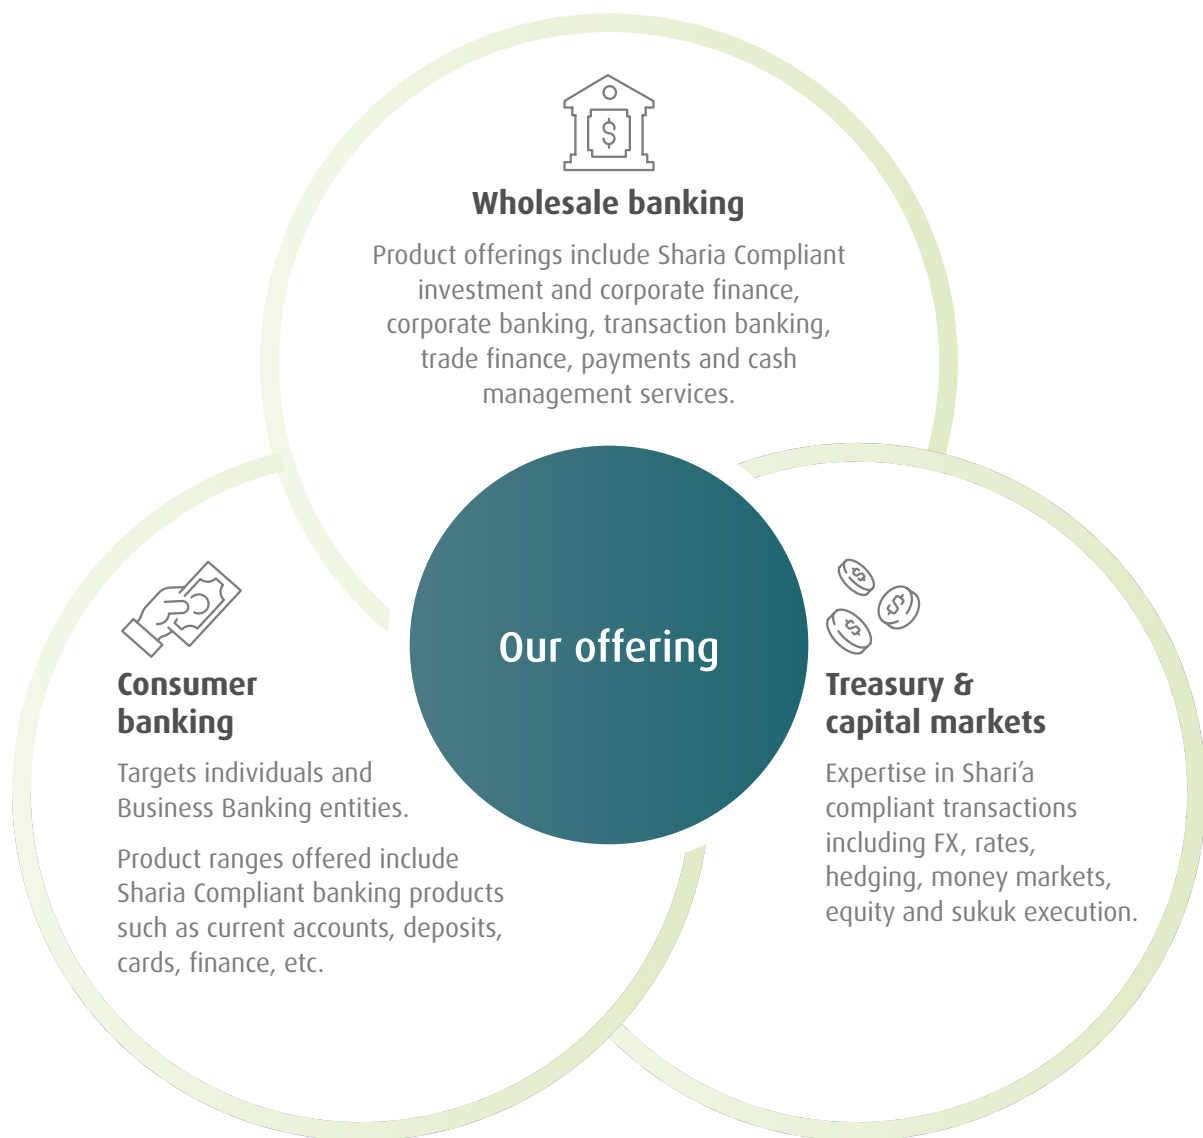 Wholesale banking
Product offerings include Sharia Compliant
investment and corporate finance,
corporate banking, transaction banking,
trade finance, payments and cash
management services.
Our offering
Consumer
banking
Targets individuals and
Business Banking entities.
Product ranges offered include
Sharia Compliant banking products
such as current accounts, deposits,
cards, finance, etc.
Treasury &
capital markets
Expertise in Shari’a
compliant transactions
including FX, rates,
hedging, money markets,
equity and sukuk execution.